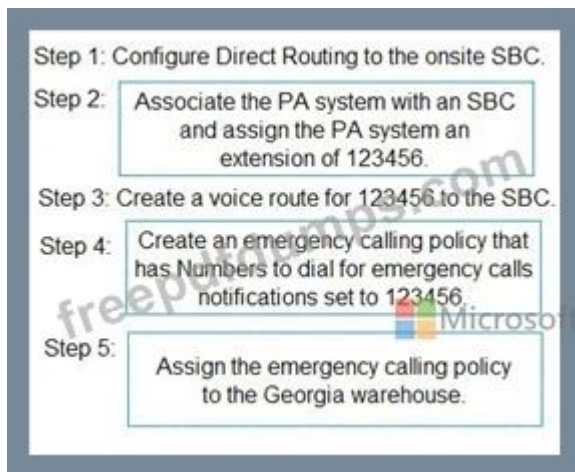 Step 1: Configure Direct Routing to the onsite SBC.
Step 2:
Associate the PA system with an SBC
and assign the PA system an
extension of 123456.
Step 3: Create a voice route for 123456 to the SBC.
Step 4:
Create an emergency calling policy that
has Numbers to dial for emergency calls
notifications set to 123456.
Step 5:
Assign the emergency calling policy
to the Georgia warehouse.
freepdfdumps.com
Microsoft